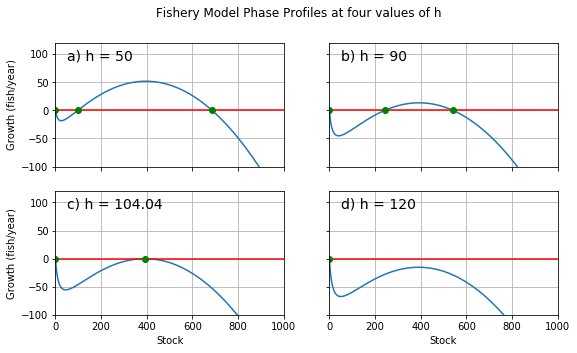 Fishery Model Phase Profiles at four values of h
a) h = 50
100
50
0
−50
−100
Growth (fish/year)
b) h = 90
c) h = 104.04
100
50
0
−50
−100
Growth (fish/year)
0 200 400 600 800 1000
Stock
d) h = 120
0 200 400 600 800 1000
Stock